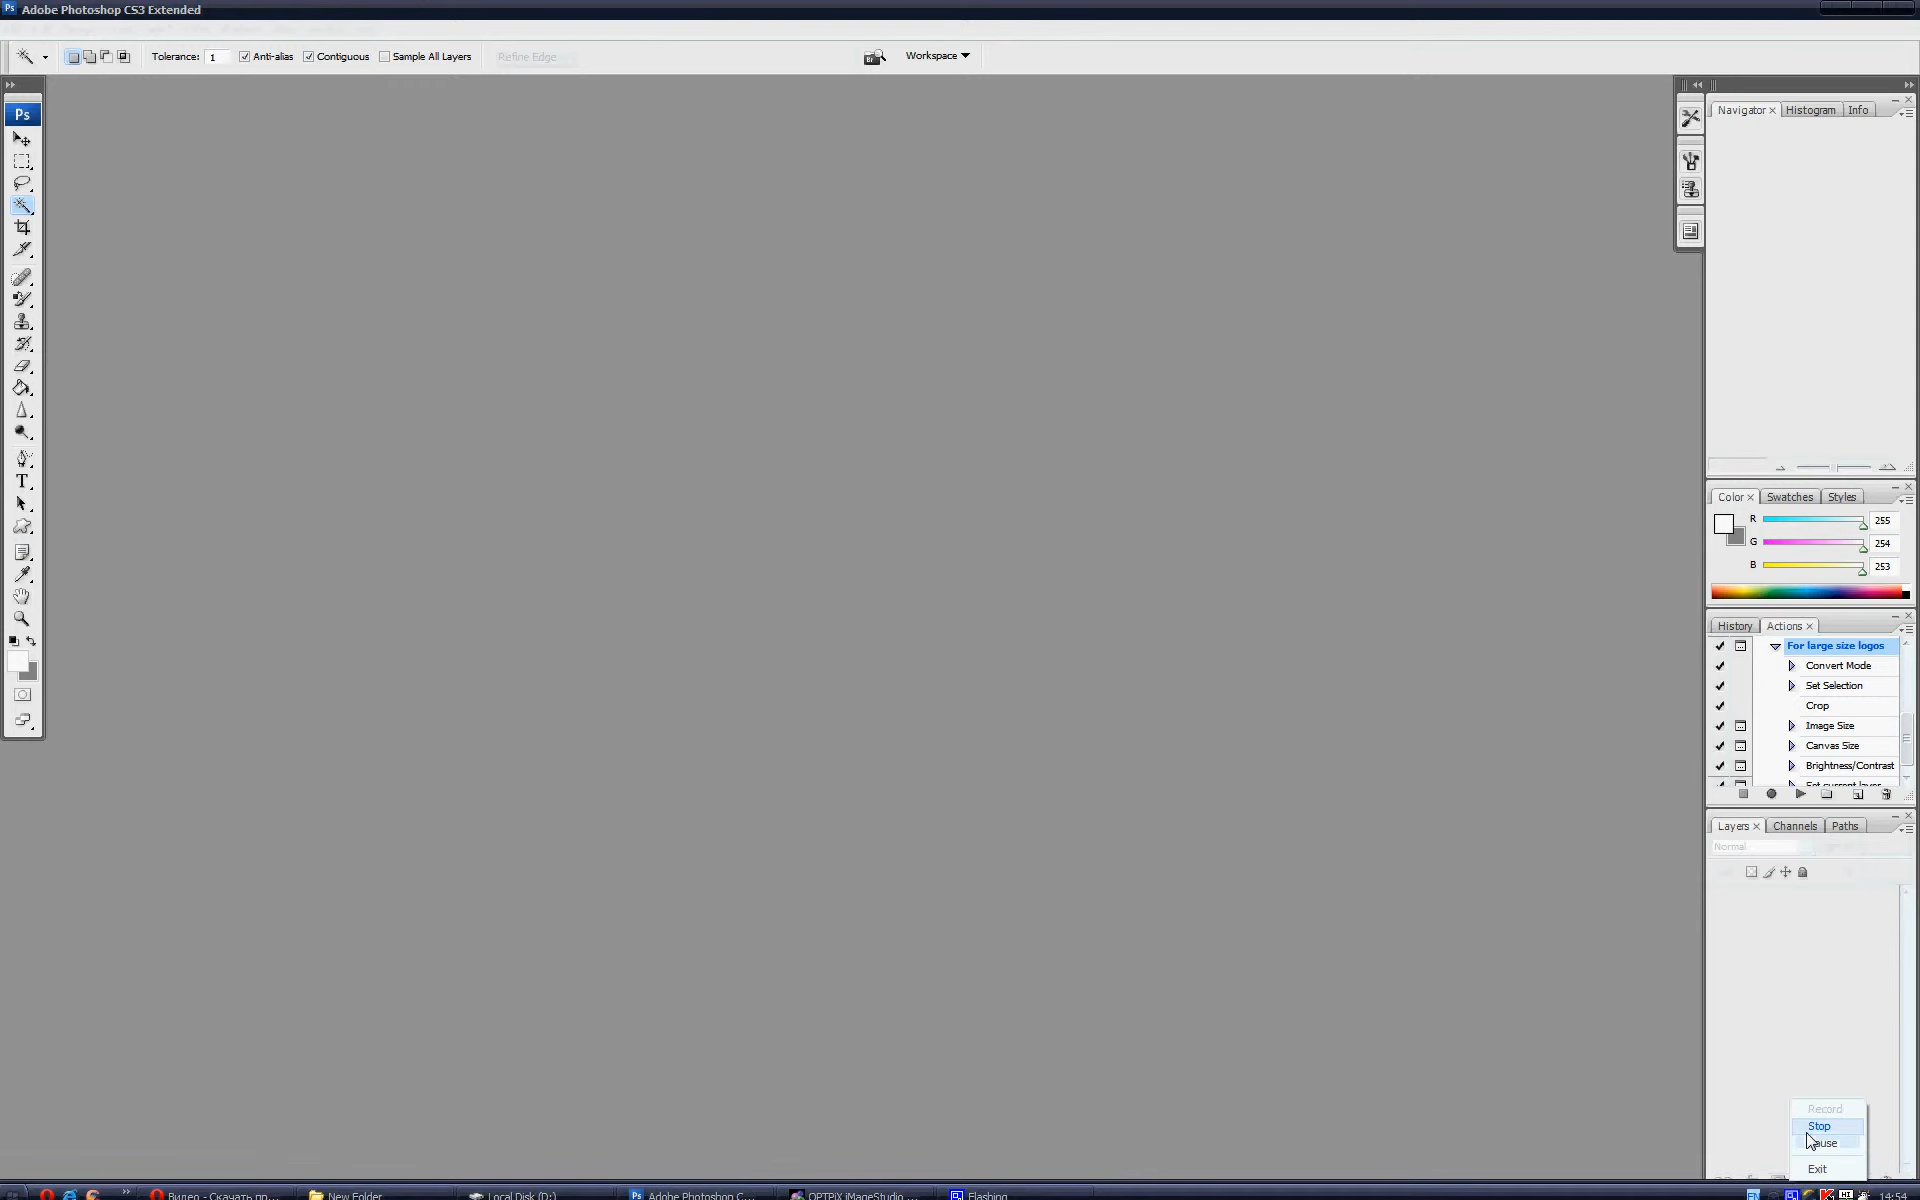 Adobe Photoshop CS3 Extended
Tolerance: 1 Anti-alias Contiguous Sample All Layers Refine Edge Workspace
Ps
Navigator Histogram Info
Color Swatches Styles
R 255
G 254
B 253
History Actions
For large size logos
Convert Mode
Set Selection
Crop
Image Size
Canvas Size
Brightness/Contrast
Set current layer
Layers Channels Paths
Normal
Record
Stop
Exit
Видео - Скачать пр... New Folder Local Disk (D:) Adobe Photoshop C... OPTPiX iMageStudio ... Flashing EN 14:54